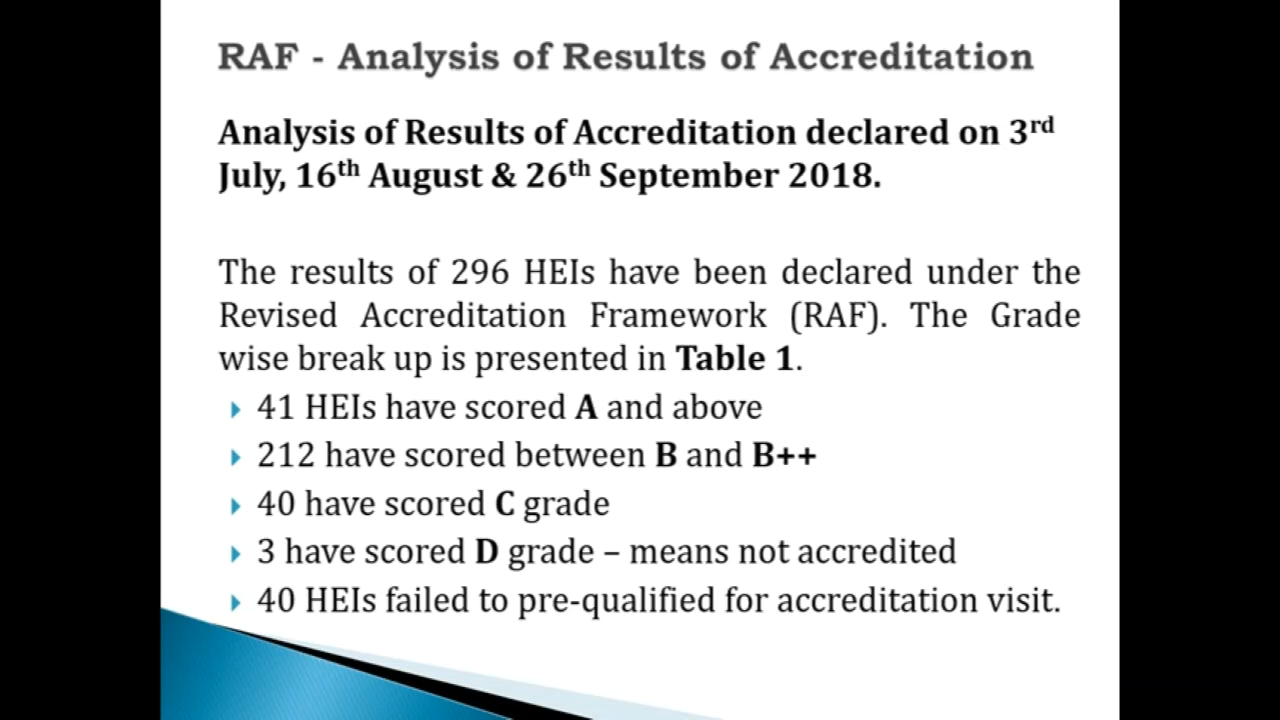 RAF - Analysis of Results of Accreditation
Analysis of Results of Accreditation declared on 3rd
July, 16th August & 26th September 2018.
The results of 296 HEIs have been declared under the
Revised Accreditation Framework (RAF). The Grade
wise break up is presented in Table 1.
41 HEIs have scored A and above
212 have scored between B and B++
40 have scored C grade
3 have scored D grade – means not accredited
40 HEIs failed to pre-qualified for accreditation visit.